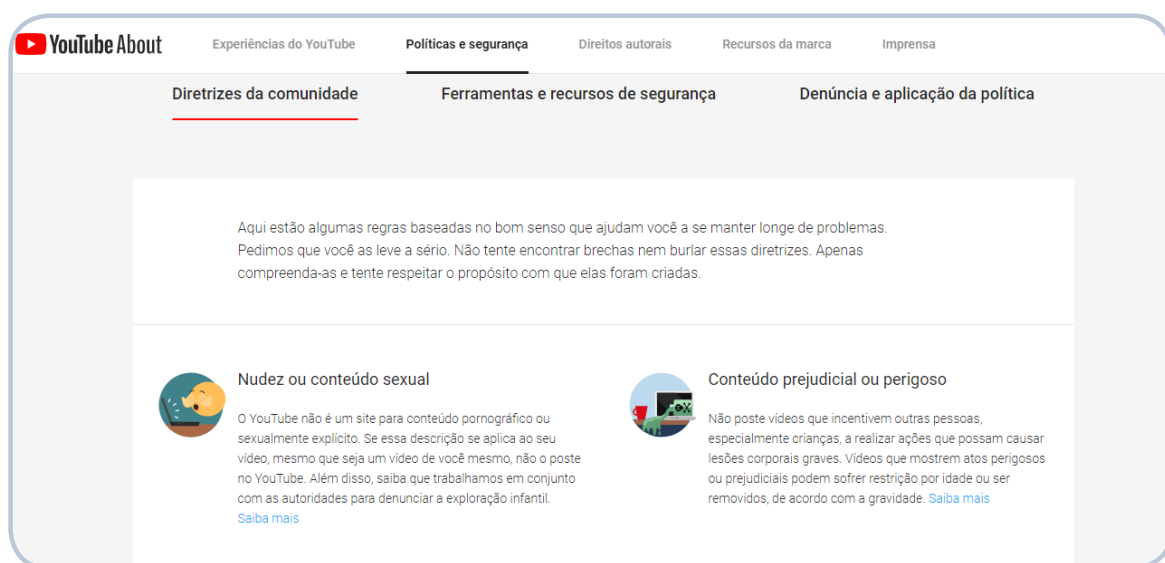 YouTube About
Experiências do YouTube
Políticas e segurança
Direitos autorais
Recursos da marca
Imprensa
Diretrizes da comunidade
Ferramentas e recursos de segurança
Denúncia e aplicação da política
Aqui estão algumas regras baseadas no bom senso que ajudam você a se manter longe de problemas.
Pedimos que você as leve a sério. Não tente encontrar brechas nem burlar essas diretrizes. Apenas
compreenda-as e tente respeitar o propósito com que elas foram criadas.
Nudez ou conteúdo sexual
O YouTube não é um site para conteúdo pornográfico ou
sexualmente explícito. Se essa descrição se aplica ao seu
vídeo, mesmo que seja um vídeo de você mesmo, não o poste
no YouTube. Além disso, saiba que trabalhamos em conjunto
com as autoridades para denunciar a exploração infantil.
Saiba mais
Conteúdo prejudicial ou perigoso
Não poste vídeos que incentivem outras pessoas,
especialmente crianças, a realizar ações que possam causar
lesões corporais graves. Vídeos que mostrem atos perigosos
ou prejudiciais podem sofrer restrição por idade ou ser
removidos, de acordo com a gravidade. Saiba mais